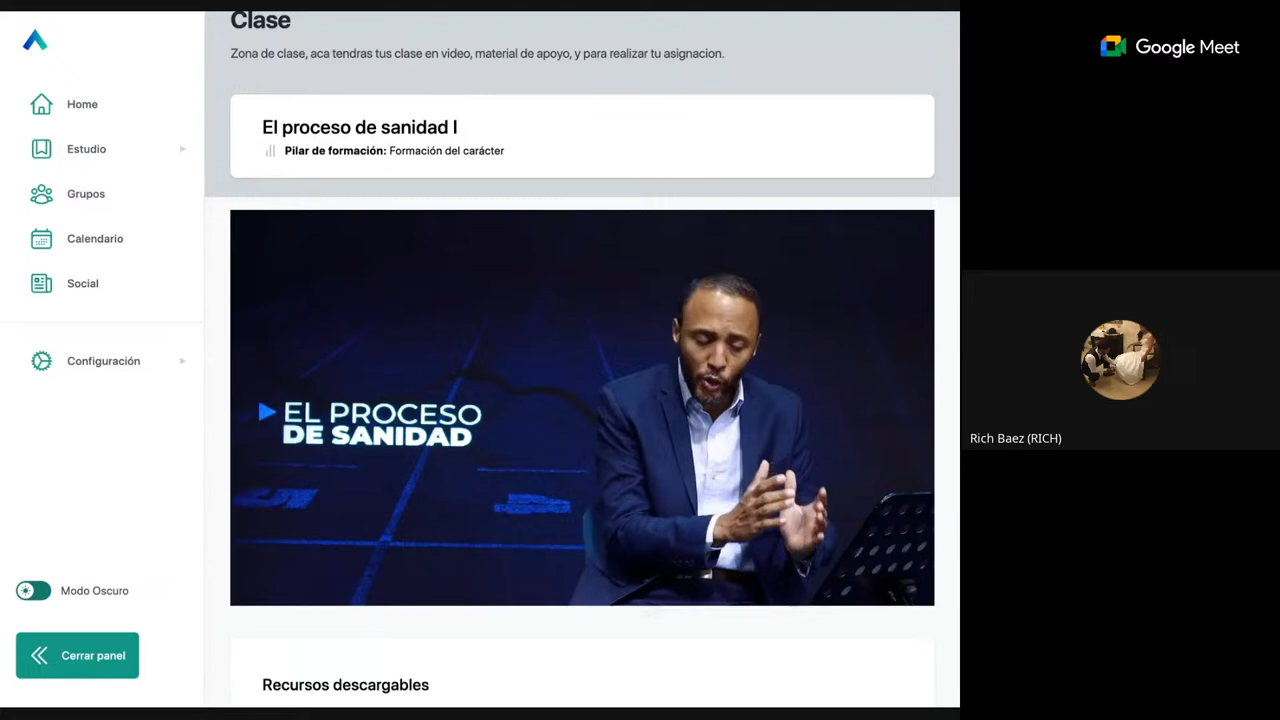 Clase
Zona de clase, aca tendras tus clase en video, material de apoyo, y para realizar tu asignacion.
El proceso de sanidad I
Pilar de formación: Formación del carácter
Home
Estudio
Grupos
Calendario
Social
Configuración
Modo Oscuro
Cerrar panel
EL PROCESO
DE SANIDAD
Recursos descargables
Google Meet
Rich Baez (RICH)